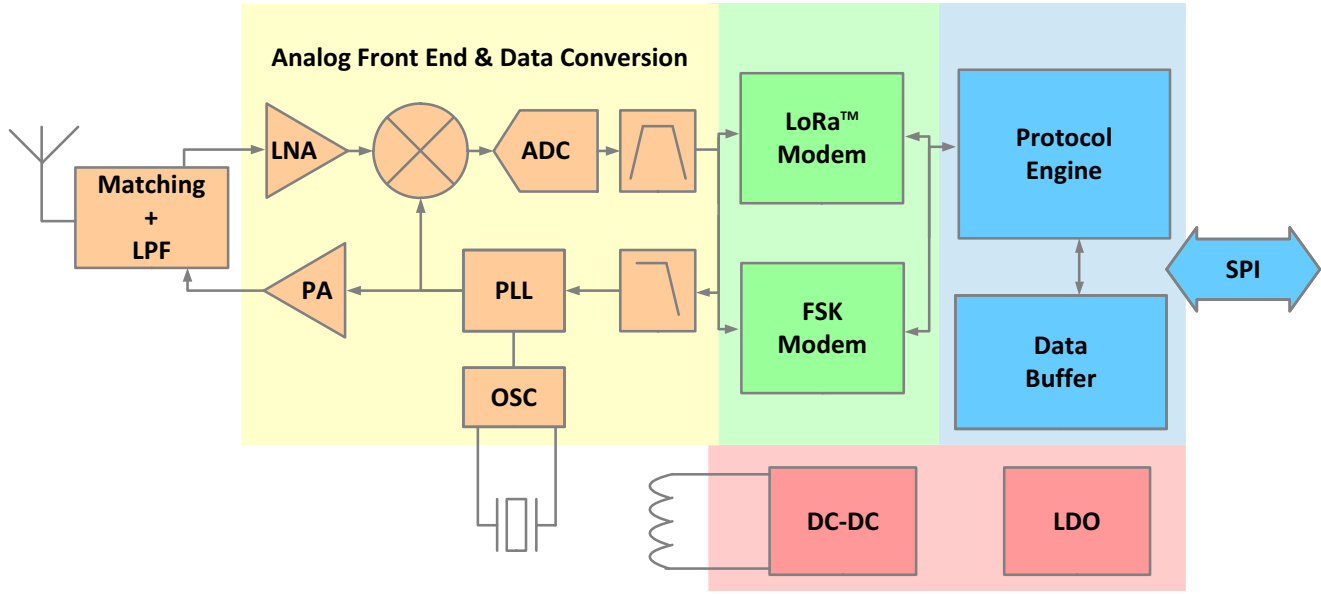 Analog Front End & Data Conversion
LNA
ADC
Matching
+
LPF
PA
PLL
OSC
LoRa™
Modem
FSK
Modem
Protocol
Engine
Data
Buffer
SPI
DC-DC
LDO